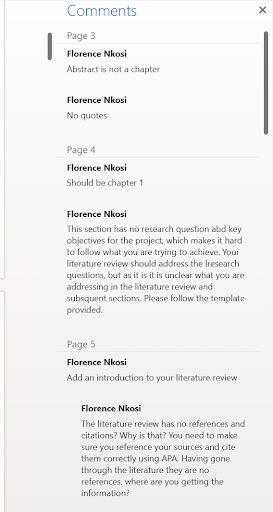 Comments
Page 3
Florence Nkosi
Abstract is not a chapter
Florence Nkosi
No quotes
Page 4
Florence Nkosi
Should be chapter 1
Florence Nkosi
This section has no research question abd key
objectives for the project, which makes it hard
to follow what you are trying to achieve. Your
literature review should address the lresearch
questions, but as it is it is unclear what you are
addressing in the literature review and
subsquent sections. Please follow the template
provided.
Page 5
Florence Nkosi
Add an introduction to your literature review
Florence Nkosi
The literature review has no references and
citations? Why is that? You need to make
sure you reference your sources and cite
them correctly using APA. Having gone
through the literature they are no
references, where are you getting the
information?